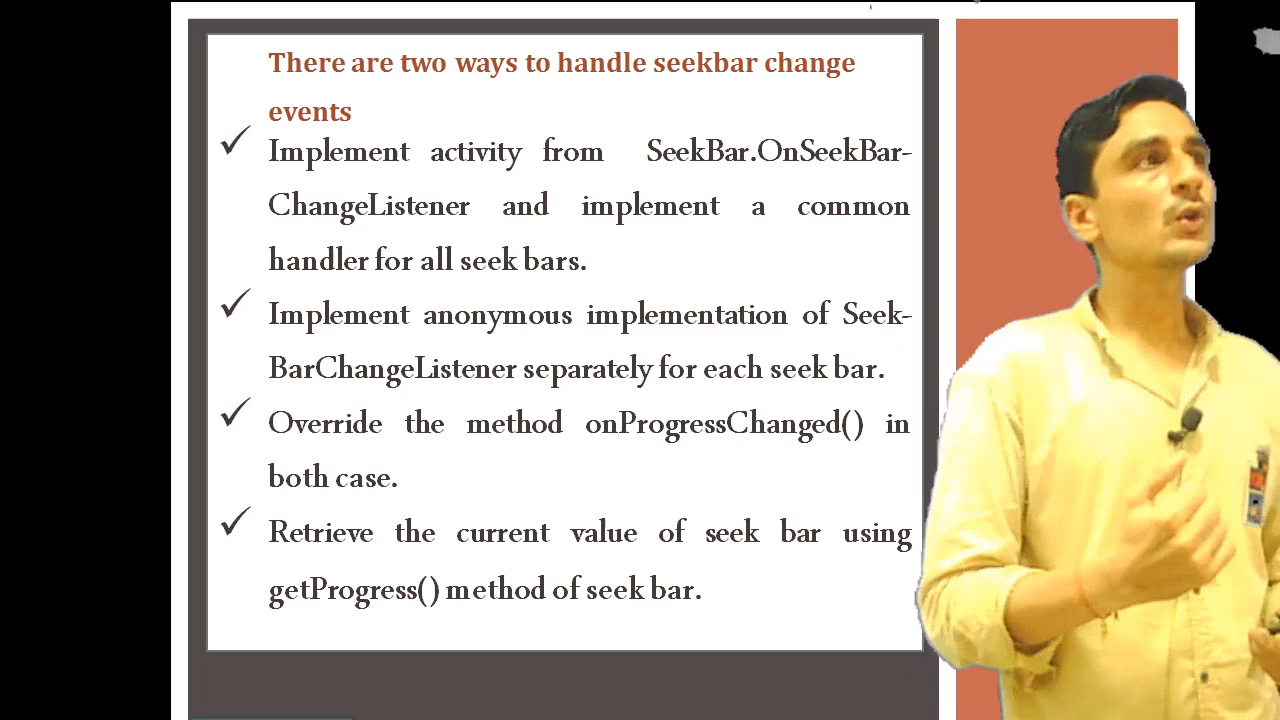 There are two ways to handle seekbar change
events
✓ Implement activity from SeekBar.OnSeekBar-
ChangeListener and implement a common
handler for all seek bars.
✓ Implement anonymous implementation of Seek-
BarChangeListener separately for each seek bar.
✓ Override the method onProgressChanged() in
both case.
✓ Retrieve the current value of seek bar using
getProgress() method of seek bar.